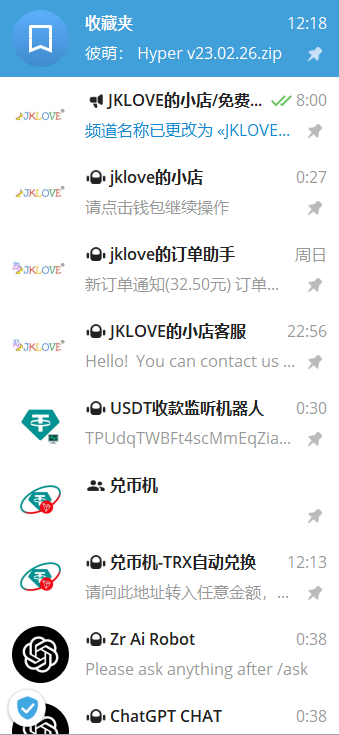 收藏夹 12:18
彼萌： Hyper v23.02.26.zip
JKLOVE的小店/免费... 8:00
频道名称已更改为 «JKLOVE...
jklove的小店 0:27
请点击钱包继续操作
jklove的订单助手 周日
新订单通知(32.50元) 订单...
JKLOVE的小店客服 22:56
Hello! You can contact us ...
USDT收款监听机器人 0:30
TPUdqTWBFt4scMmEqZia...
兑币机
兑币机-TRX自动兑换 12:13
请向此地址转入任意金额，...
Zr Ai Robot 0:38
Please ask anything after /ask
ChatGPT CHAT 0:38